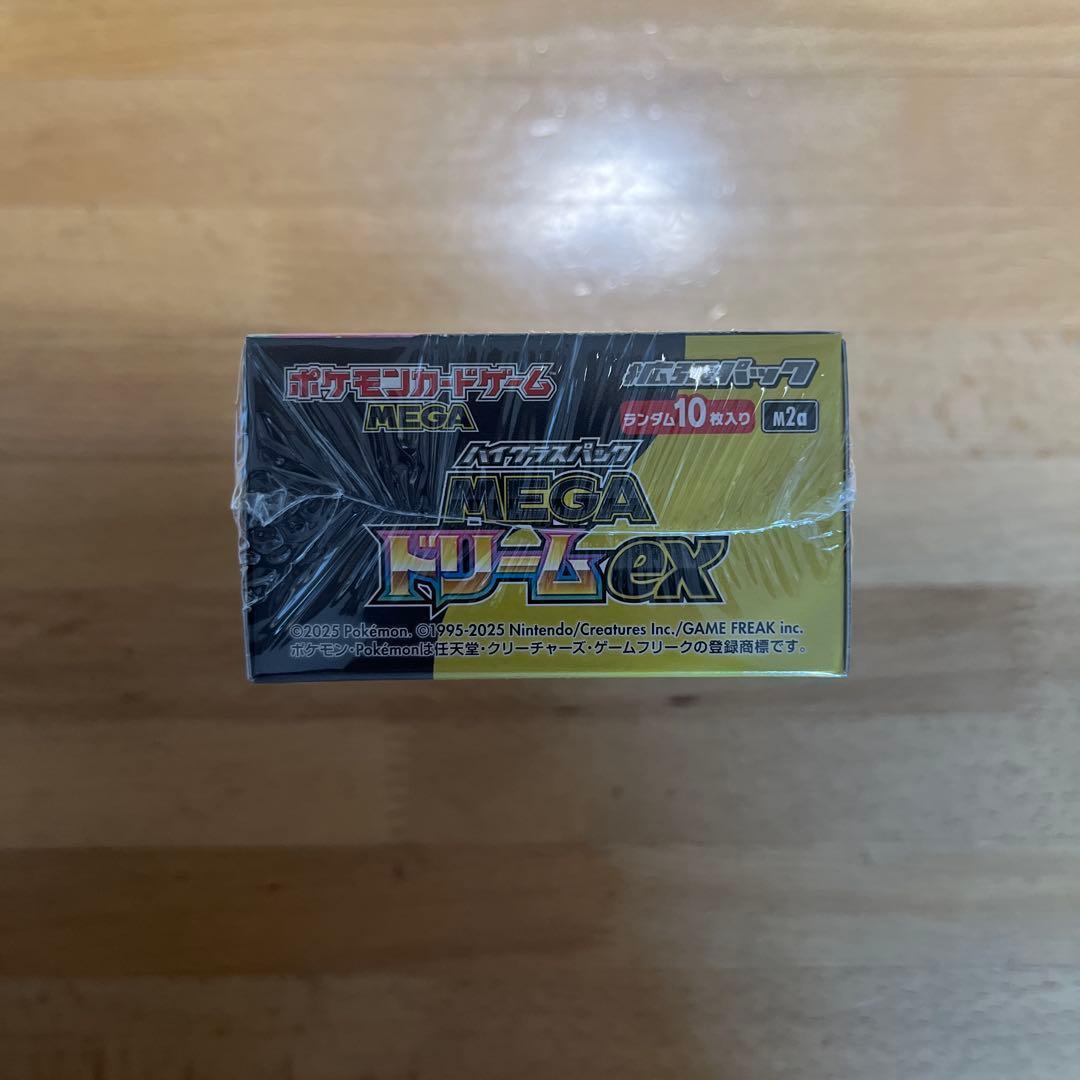 ポケモンカードゲーム
MEGA
拡張パック
ランダム10枚入り
M2a
ハイクラスパック
MEGA
ドリームex
©2025 Pokémon. ©1995-2025 Nintendo/Creatures Inc./GAME FREAK inc.
ポケモン・Pokémonは任天堂・クリーチャーズ・ゲームフリークの登録商標です。